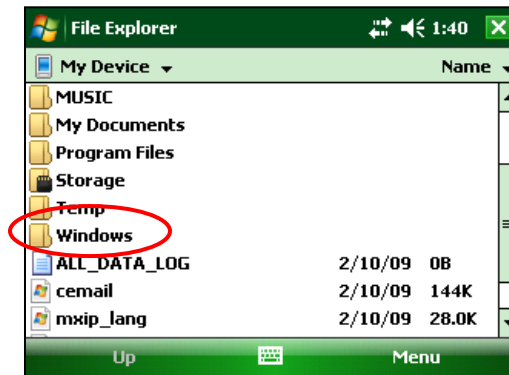 File Explorer 1:40
My Device Name
MUSIC
My Documents
Program Files
Storage
Temp
Windows
ALL_DATA_LOG 2/10/09 0B
cemail 2/10/09 144K
mxip_lang 2/10/09 28.0K
Up Menu